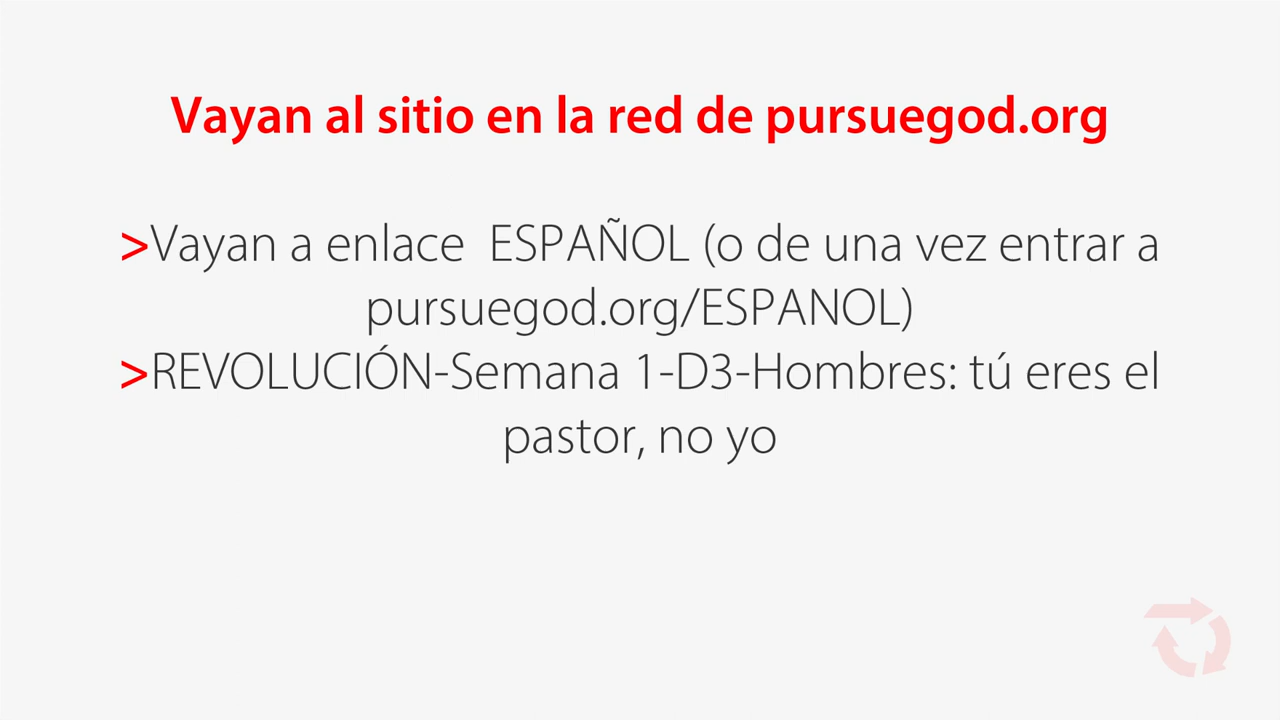 Vayan al sitio en la red de pursuegod.org
>Vayan a enlace  ESPAÑOL (o de una vez entrar a
pursuegod.org/ESPANOL)
>REVOLUCIÓN-Semana 1-D3-Hombres: tú eres el
pastor, no yo